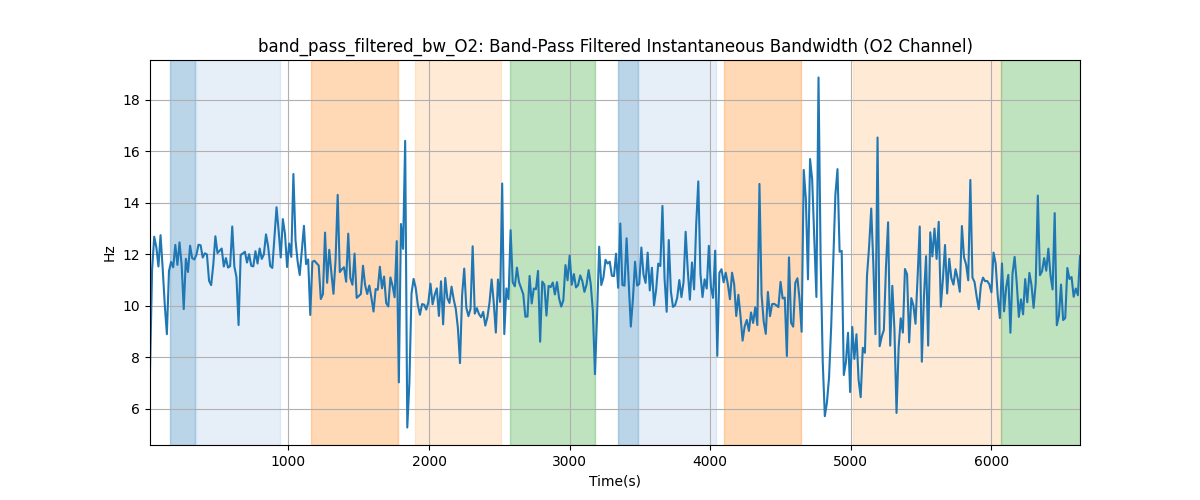 band_pass_filtered_bw_O2: Band-Pass Filtered Instantaneous Bandwidth (O2 Channel)
18
16
14
12
10
8
6
Hz
1000 2000 3000 4000 5000 6000
Time(s)